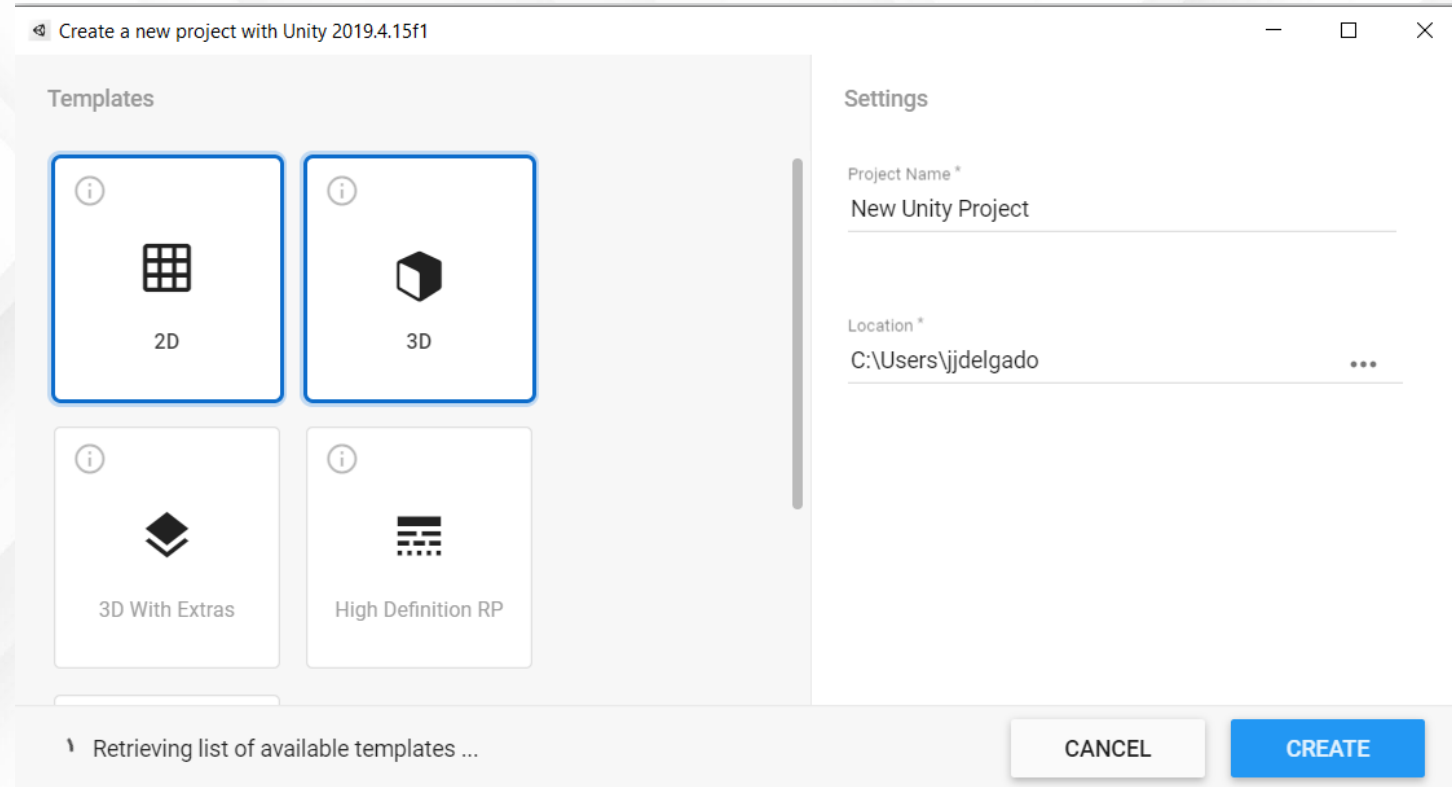 Create a new project with Unity 2019.4.15f1
Templates
2D
3D
3D With Extras
High Definition RP
Settings
Project Name *
New Unity Project
Location *
C:\Users\jjdelgado
Retrieving list of available templates ...
CANCEL
CREATE